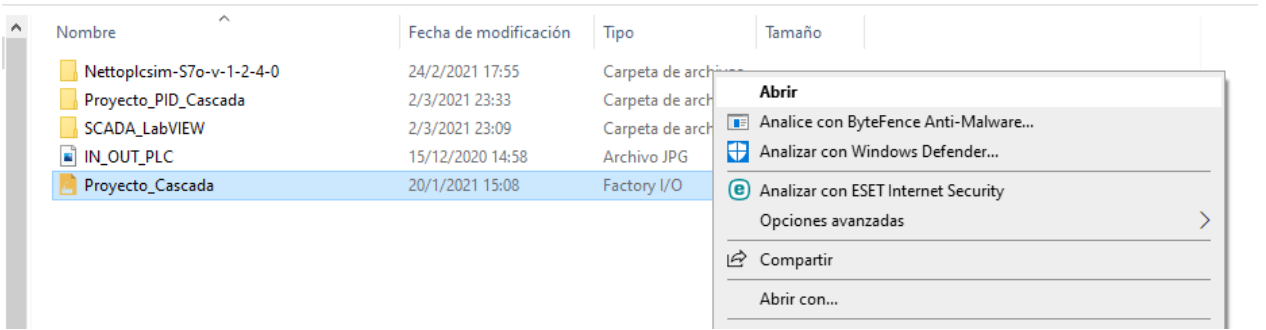 Nombre Fecha de modificación Tipo Tamaño
Nettoplcsim-S7o-v-1-2-4-0 24/2/2021 17:55 Carpeta de archivos
Proyecto_PID_Cascada 2/3/2021 23:33 Carpeta de arch
SCADA_LabVIEW 2/3/2021 23:09 Carpeta de arch
IN_OUT_PLC 15/12/2020 14:58 Archivo JPG
Proyecto_Cascada 20/1/2021 15:08 Factory I/O
Abrir
Analice con ByteFence Anti-Malware...
Analizar con Windows Defender...
Analizar con ESET Internet Security
Opciones avanzadas
Compartir
Abrir con...